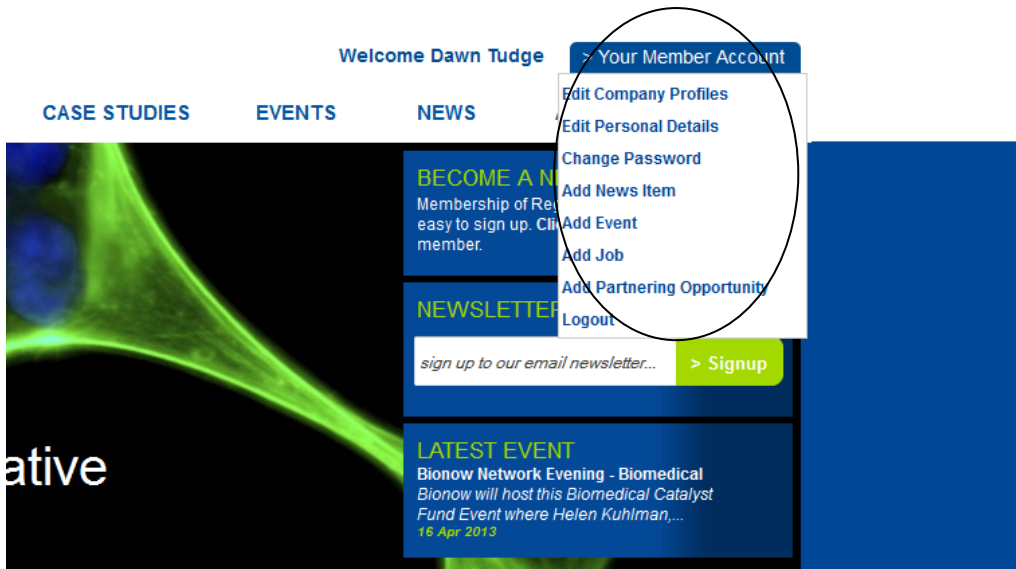 Welcome Dawn Tudge
> Your Member Account
CASE STUDIES
EVENTS
NEWS
Edit Company Profiles
Edit Personal Details
Change Password
Add News Item
Add Event
Add Job
Add Partnering Opportunity
Logout
BECOME A
Membership of
easy to sign up.
member.
NEWSLETTER
sign up to our email newsletter...
> Signup
LATEST EVENT
Bionow Network Evening - Biomedical
Bionow will host this Biomedical Catalyst
Fund Event where Helen Kuhlman,...
16 Apr 2013
ative